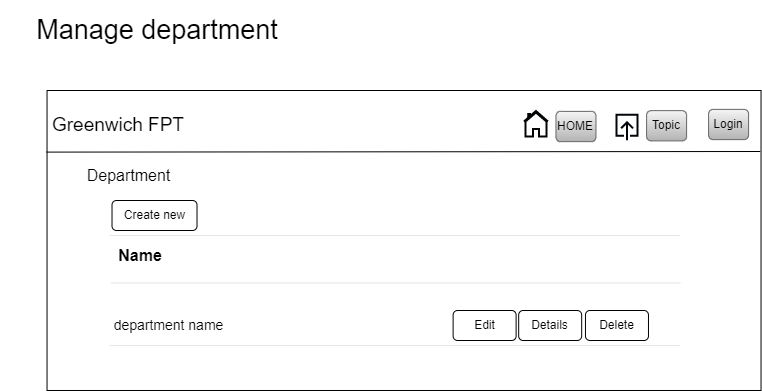 Manage department
Greenwich FPT
HOME
Topic
Login
Department
Create new
Name
department name
Edit
Details
Delete